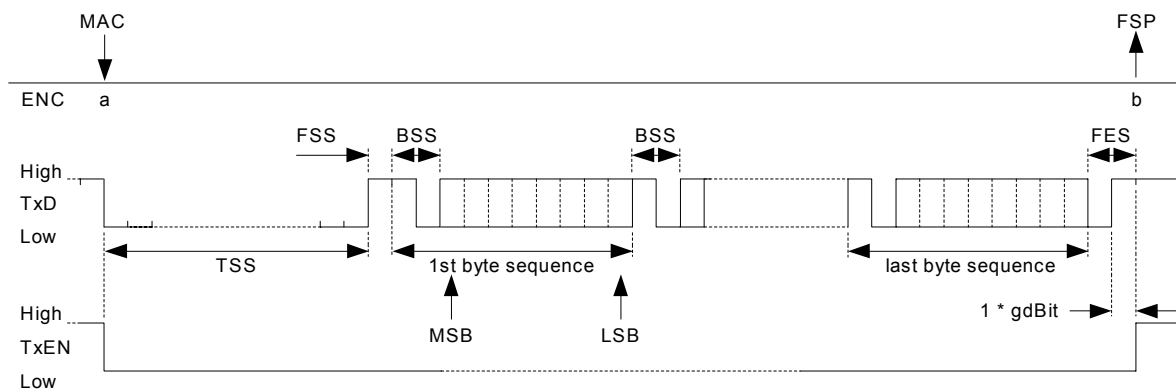 MAC FSP
ENC a b
FSS BSS BSS FES
High
TxD
Low
TSS 1st byte sequence last byte sequence
High 1 * gdBit
MSB LSB
TxEN
Low